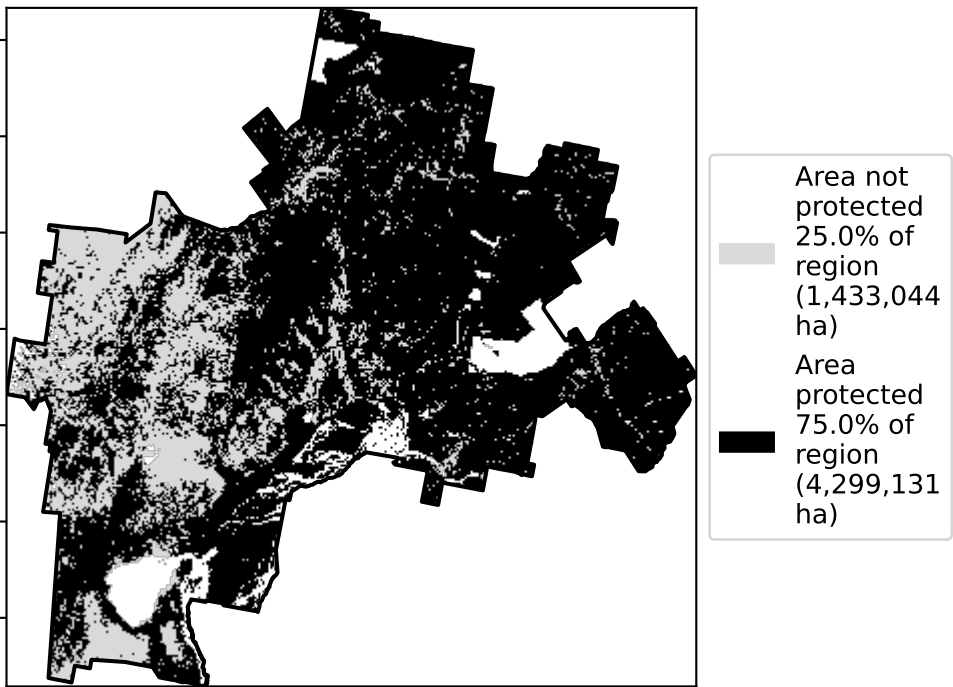 Area not
protected
25.0% of
region
(1,433,044
ha)
Area
protected
75.0% of
region
(4,299,131
ha)